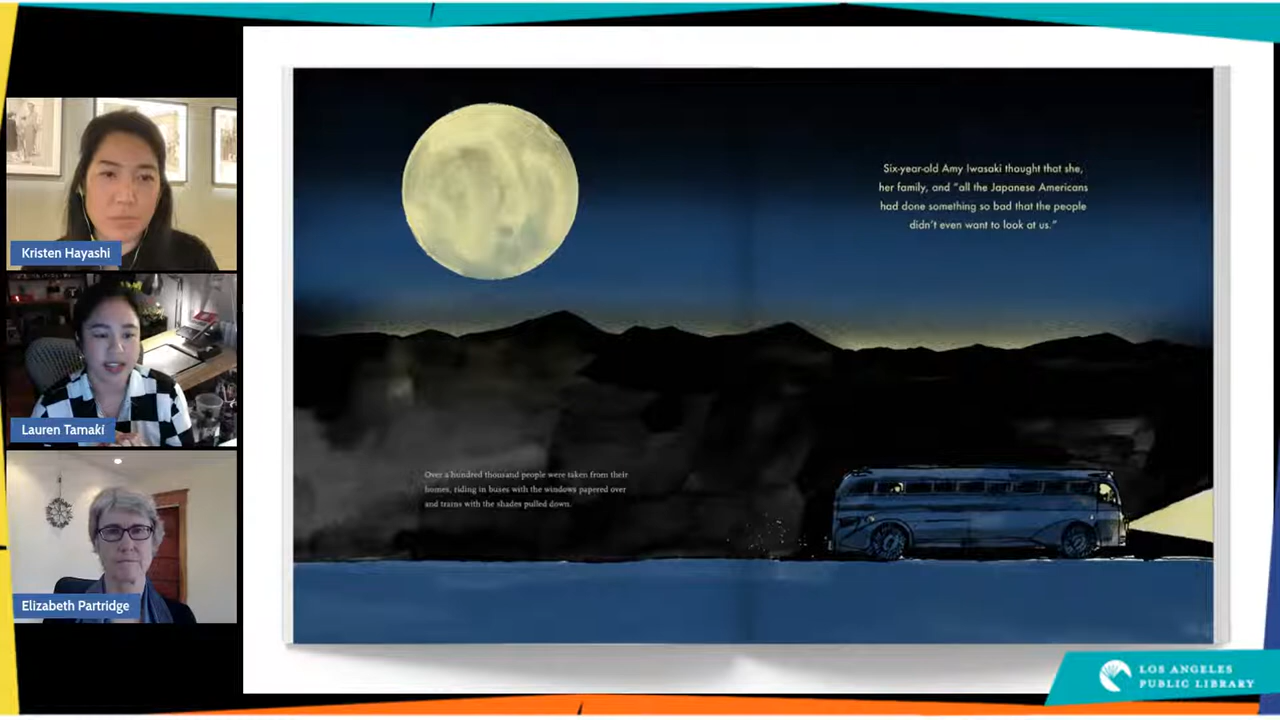 Kristen Hayashi
Lauren Tamaki
Elizabeth Partridge
Six-year-old Amy Iwasaki thought that she,
her family, and “all the Japanese Americans
had done something so bad that the people
didn’t even want to look at us.”
Over a hundred thousand people were taken from their
homes, riding in buses with the windows papered over
and trains with the shades pulled down.
LOS ANGELES
PUBLIC LIBRARY